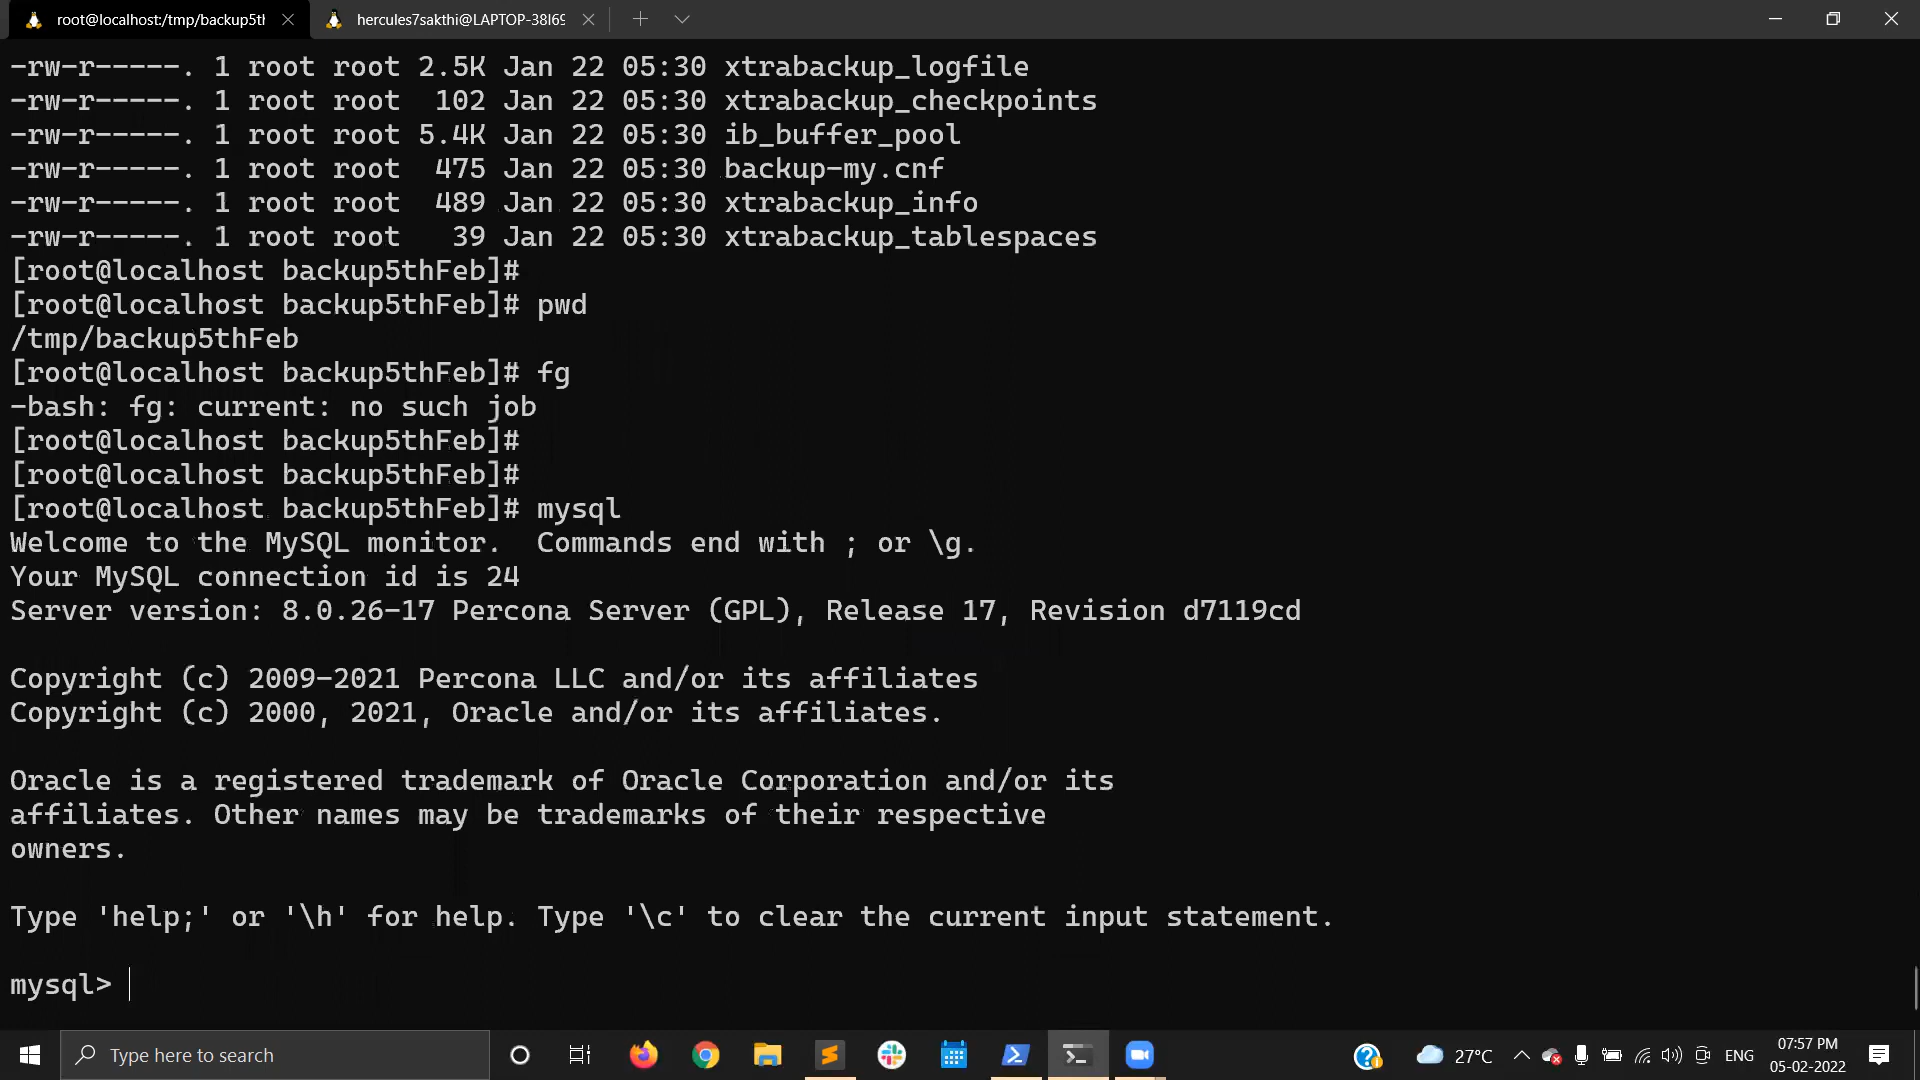 root@localhost:/tmp/backup5th
hercules7sakthi@LAPTOP-38I69
-rw-r-----. 1 root root 2.5K Jan 22 05:30 xtrabackup_logfile
-rw-r-----. 1 root root  102 Jan 22 05:30 xtrabackup_checkpoints
-rw-r-----. 1 root root 5.4K Jan 22 05:30 ib_buffer_pool
-rw-r-----. 1 root root  475 Jan 22 05:30 backup-my.cnf
-rw-r-----. 1 root root  489 Jan 22 05:30 xtrabackup_info
-rw-r-----. 1 root root   39 Jan 22 05:30 xtrabackup_tablespaces
[root@localhost backup5thFeb]#
[root@localhost backup5thFeb]# pwd
/tmp/backup5thFeb
[root@localhost backup5thFeb]# fg
-bash: fg: current: no such job
[root@localhost backup5thFeb]#
[root@localhost backup5thFeb]#
[root@localhost backup5thFeb]# mysql
Welcome to the MySQL monitor.  Commands end with ; or \g.
Your MySQL connection id is 24
Server version: 8.0.26-17 Percona Server (GPL), Release 17, Revision d7119cd
Copyright (c) 2009-2021 Percona LLC and/or its affiliates
Copyright (c) 2000, 2021, Oracle and/or its affiliates.
Oracle is a registered trademark of Oracle Corporation and/or its
affiliates. Other names may be trademarks of their respective
owners.
Type 'help;' or '\h' for help. Type '\c' to clear the current input statement.
mysql>
Type here to search
27°C
ENG
07:57 PM
05-02-2022